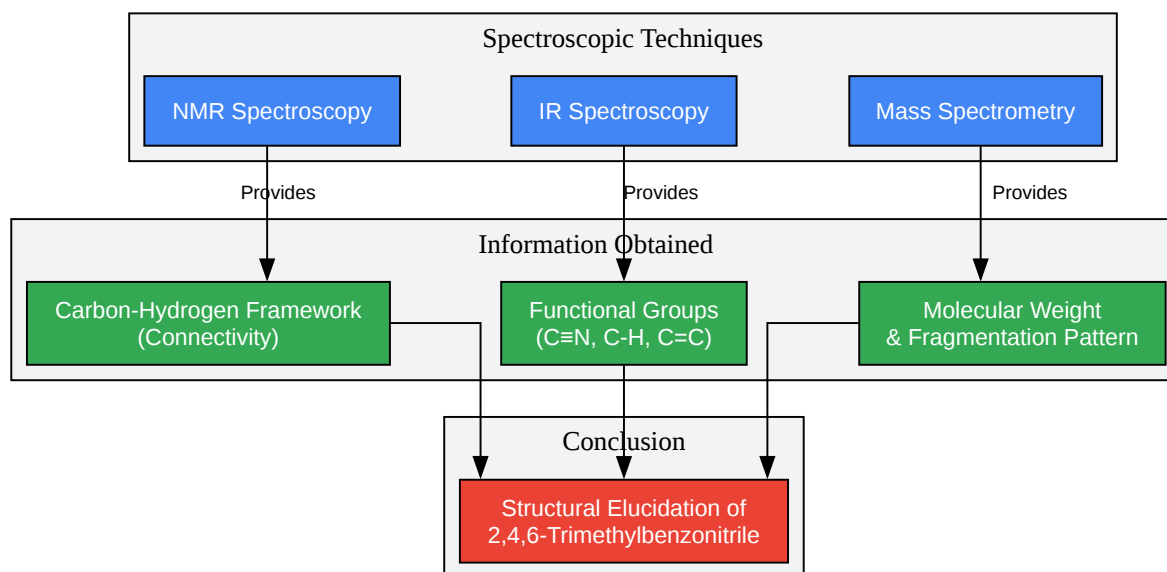 Spectroscopic Techniques
NMR Spectroscopy
IR Spectroscopy
Mass Spectrometry
Provides
Provides
Provides
Information Obtained
Carbon-Hydrogen Framework
(Connectivity)
Functional Groups
(C≡N, C-H, C=C)
Molecular Weight
& Fragmentation Pattern
Conclusion
Structural Elucidation of
2,4,6-Trimethylbenzonitrile